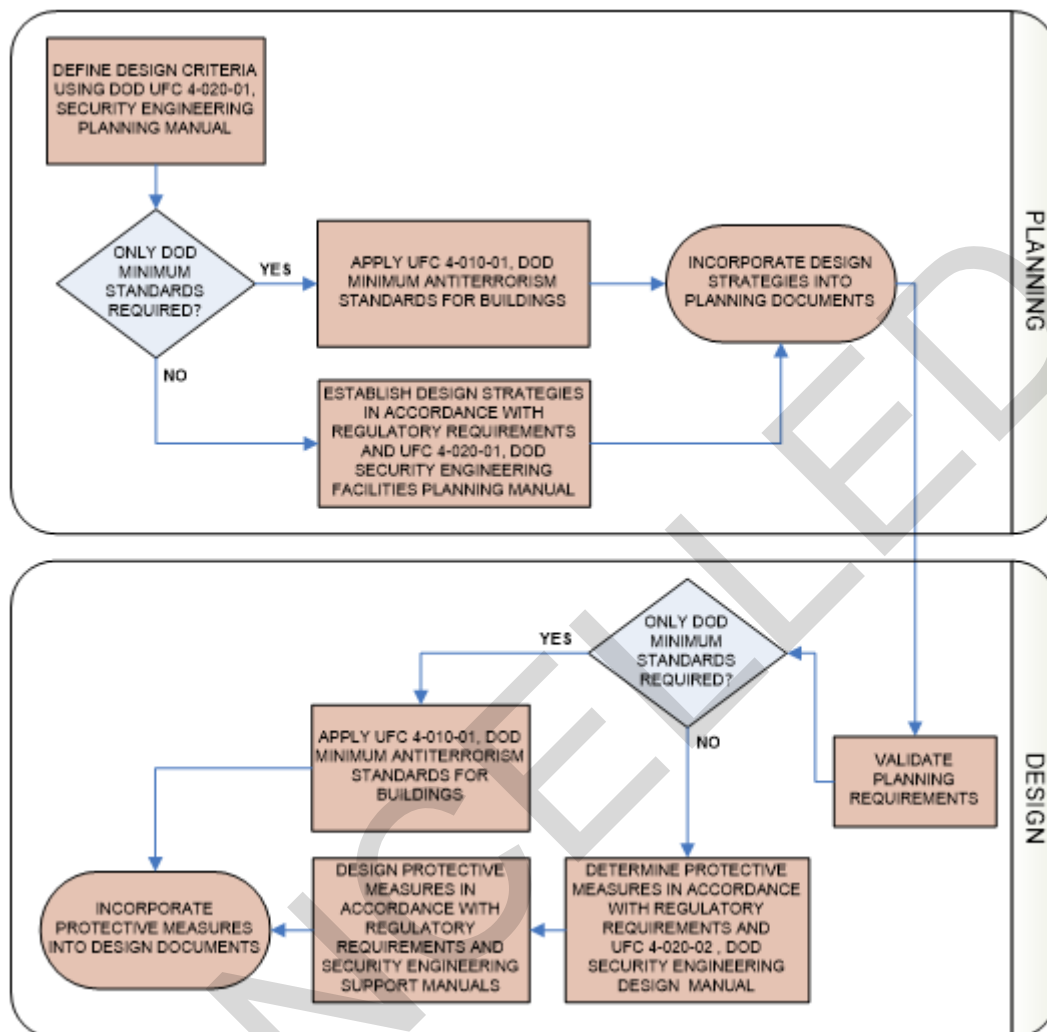 DEFINE DESIGN CRITERIA
USING DOD UFC 4-020-01,
SECURITY ENGINEERING
PLANNING MANUAL
ONLY DOD
MINIMUM
STANDARDS
REQUIRED?
YES
APPLY UFC 4-010-01, DOD
MINIMUM ANTITERRORISM
STANDARDS FOR BUILDINGS
INCORPORATE DESIGN
STRATEGIES INTO
PLANNING DOCUMENTS
NO
ESTABLISH DESIGN STRATEGIES
IN ACCORDANCE WITH
REGULATORY REQUIREMENTS
AND UFC 4-020-01, DOD
SECURITY ENGINEERING
FACILITIES PLANNING MANUAL
PLANNING
ONLY DOD
MINIMUM
STANDARDS
REQUIRED?
YES
NO
APPLY UFC 4-010-01, DOD
MINIMUM ANTITERRORISM
STANDARDS FOR
BUILDINGS
VALIDATE
PLANNING
REQUIREMENTS
DETERMINE PROTECTIVE
MEASURES IN ACCORDANCE
WITH REGULATORY
REQUIREMENTS AND
UFC 4-020-02 , DOD
SECURITY ENGINEERING
DESIGN MANUAL
DESIGN PROTECTIVE
MEASURES IN
ACCORDANCE WITH
REGULATORY
REQUIREMENTS AND
SECURITY ENGINEERING
SUPPORT MANUALS
INCORPORATE
PROTECTIVE MEASURES
INTO DESIGN DOCUMENTS
DESIGN
NCELLED